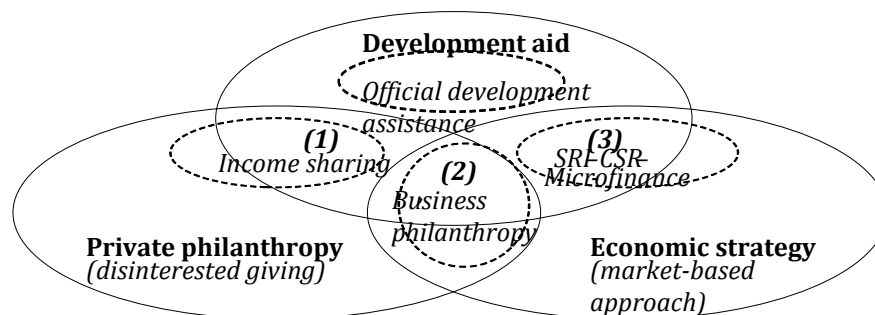 Development aid
Official development
assistance
(1)
Income sharing
(2)
Business
philanthropy
(3)
SRI–CSR–
Microfinance
Private philanthropy
(disinterested giving)
Economic strategy
(market-based
approach)